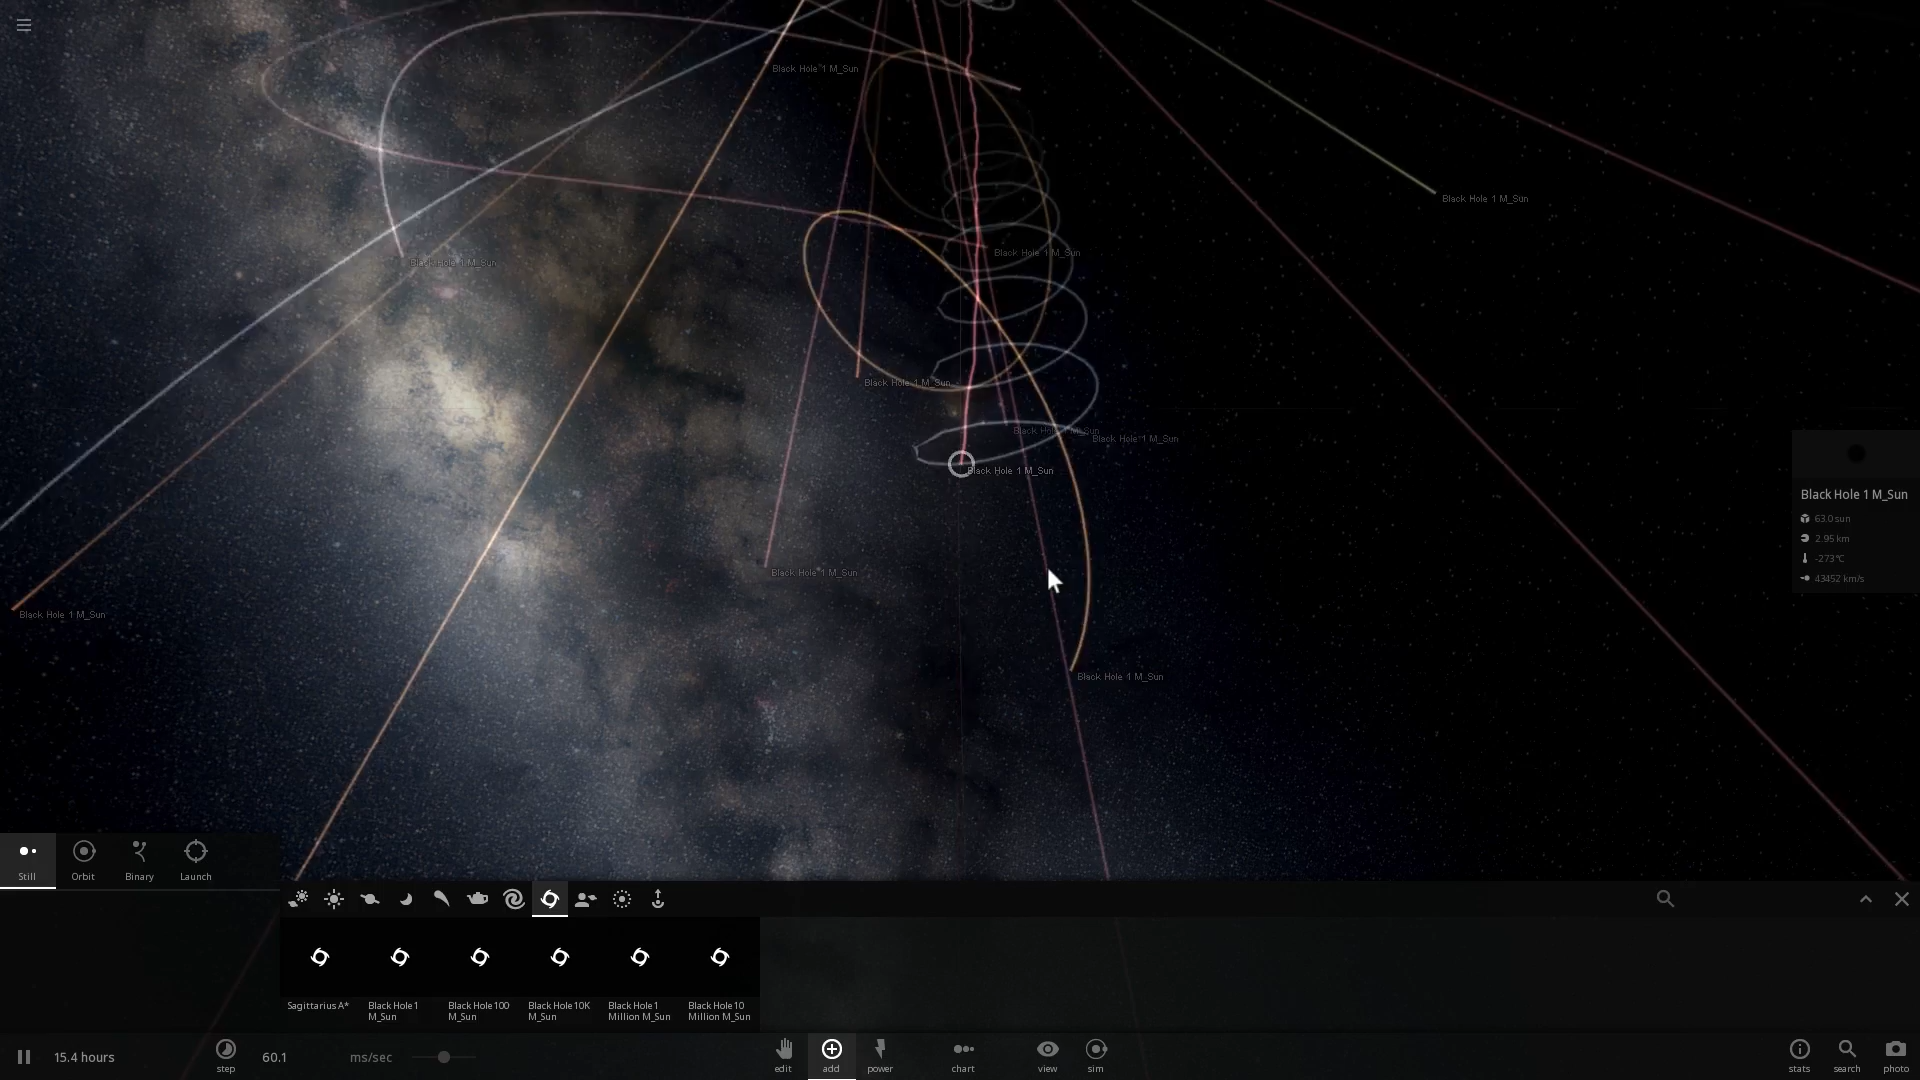 Black Hole 1 M_Sun
Black Hole 1 M_Sun
Black Hole 1 M_Sun
Black Hole 1 M_Sun
Black Hole 1 M_Sun
Black Hole 1 M_Sun
Black Hole 1 M_Sun
Black Hole 1 M_Sun
Black Hole 1 M_Sun
Black Hole 1 M_Sun
Black Hole 1 M_Sun
Black Hole 1 M_Sun
63.0 sun
2.95 km
-273°C
43452 km/s
Still
Orbit
Binary
Launch
Sagittarius A*
Black Hole 1
M_Sun
Black Hole 100
M_Sun
Black Hole 10K
M_Sun
Black Hole 1
Million M_Sun
Black Hole 10
Million M_Sun
15.4 hours
step
60.1
ms/sec
edit
add
power
chart
view
sim
stats
search
photo